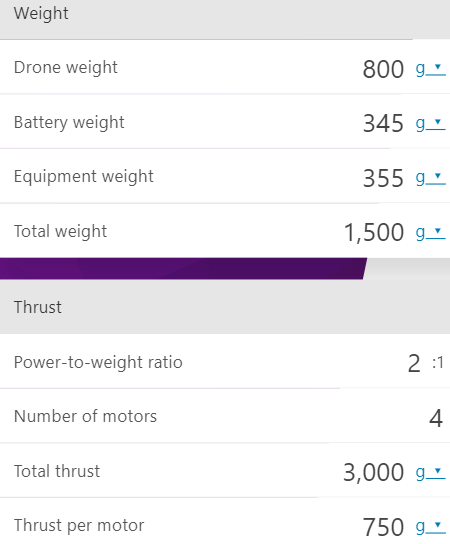 Weight
Drone weight 800 g
Battery weight 345 g
Equipment weight 355 g
Total weight 1,500 g
Thrust
Power-to-weight ratio 2 :1
Number of motors 4
Total thrust 3,000 g
Thrust per motor 750 g